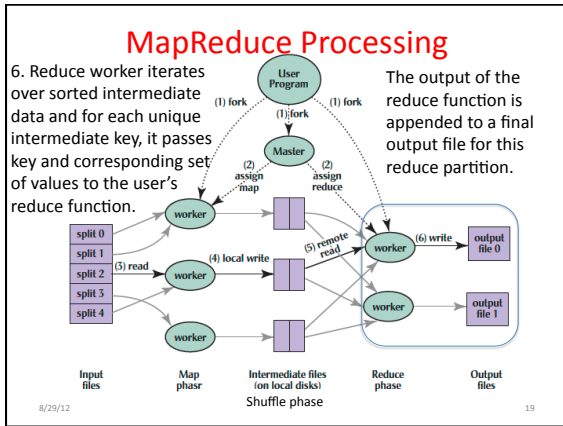 MapReduce Processing
6. Reduce worker iterates
over sorted intermediate
data and for each unique
intermediate key, it passes
key and corresponding set
of values to the user's
reduce function.
The output of the
reduce function is
appended to a final
output file for this
reduce partition.
User
Program
(1) fork
(1) fork
(1) fork
Master
(2)
assign
map
(2)
assign
reduce
split 0
split 1
split 2
split 3
split 4
(3) read
worker
worker
worker
(4) local write
(5) remote
read
worker
worker
(6) write
output
file 0
output
file 1
Input
files
Map
phasr
Intermediate files
(on local disks)
Reduce
phase
Output
files
8/29/12
Shuffle phase
19